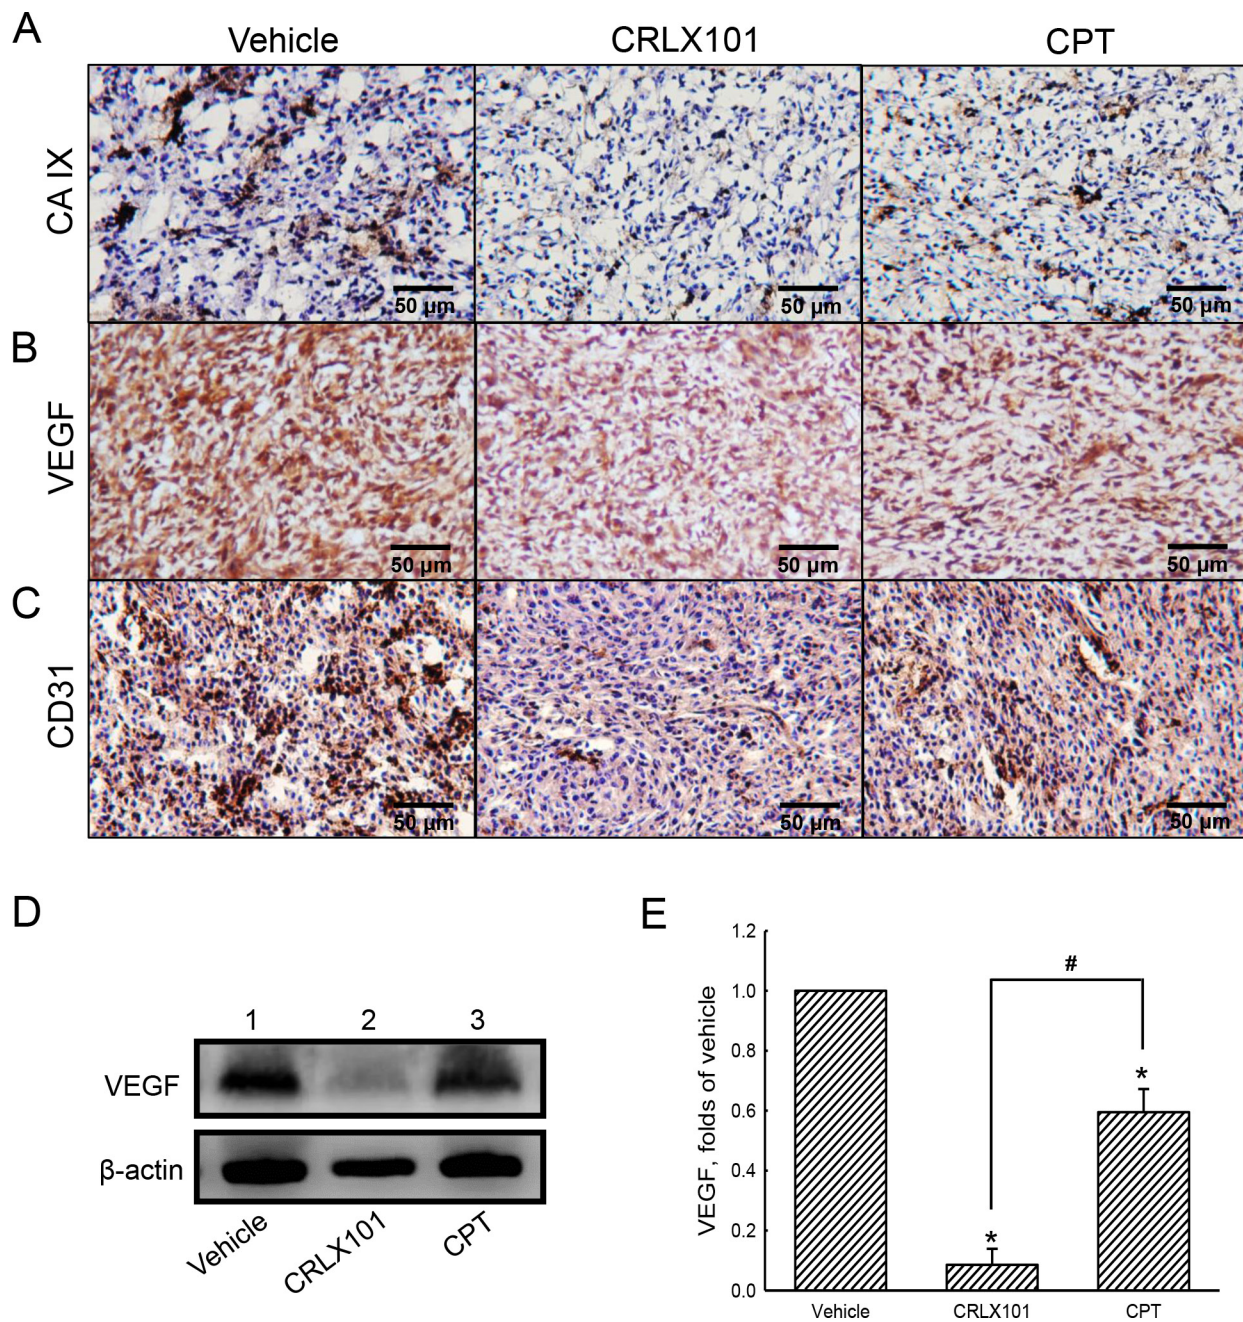 A
Vehicle CRLX101 CPT
CA IX
50 µm 50 µm 50 µm
B
VEGF
50 µm 50 µm 50 µm
C
CD31
50 µm 50 µm 50 µm
D
1 2 3
VEGF
β-actin
Vehicle CRLX101 CPT
E
VEGF, folds of vehicle
1.2
1.0
0.8
0.6
0.4
0.2
0.0
#
*
*
Vehicle CRLX101 CPT